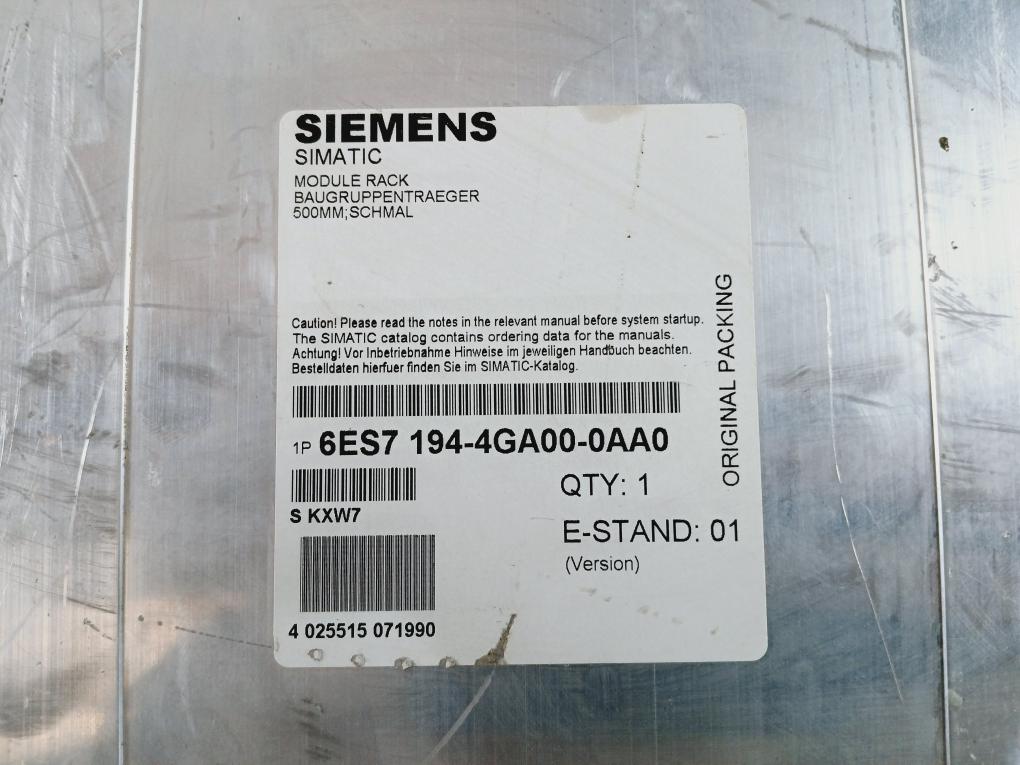 SIEMENS
SIMATIC
MODULE RACK
BAUGRUPPENTRAEGER
500MM;SCHMAL
Caution! Please read the notes in the relevant manual before system startup.
The SIMATIC catalog contains ordering data for the manuals.
Achtung! Vor Inbetriebnahme Hinweise im jeweiligen Handbuch beachten.
Bestelldaten hierfuer finden Sie im SIMATIC-Katalog.
1P 6ES7 194-4GA00-0AA0
S KXW7
QTY: 1
E-STAND: 01
(Version)
4 025515 071990
ORIGINAL PACKING